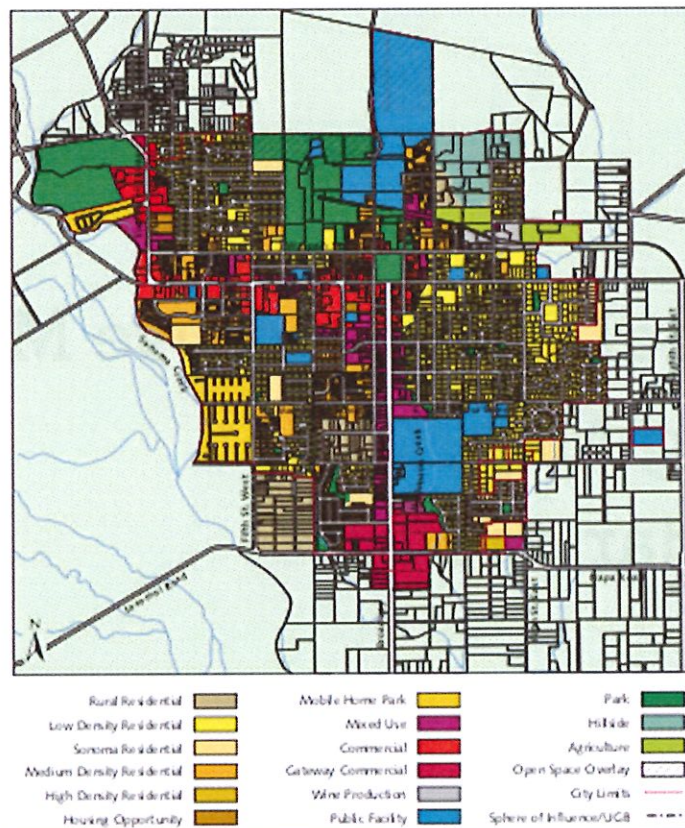 Sonoma Creek
Fifth St. West
N
Rural Residential
Low Density Residential
Sonoma Residential
Medium Density Residential
High Density Residential
Housing Opportunity
Mobile Home Park
Mixed Use
Commercial
Gateway Commercial
Wine Production
Public Facility
Park
Hillside
Agriculture
Open Space Overlay
City Limits
Sphere of Influence/UGB